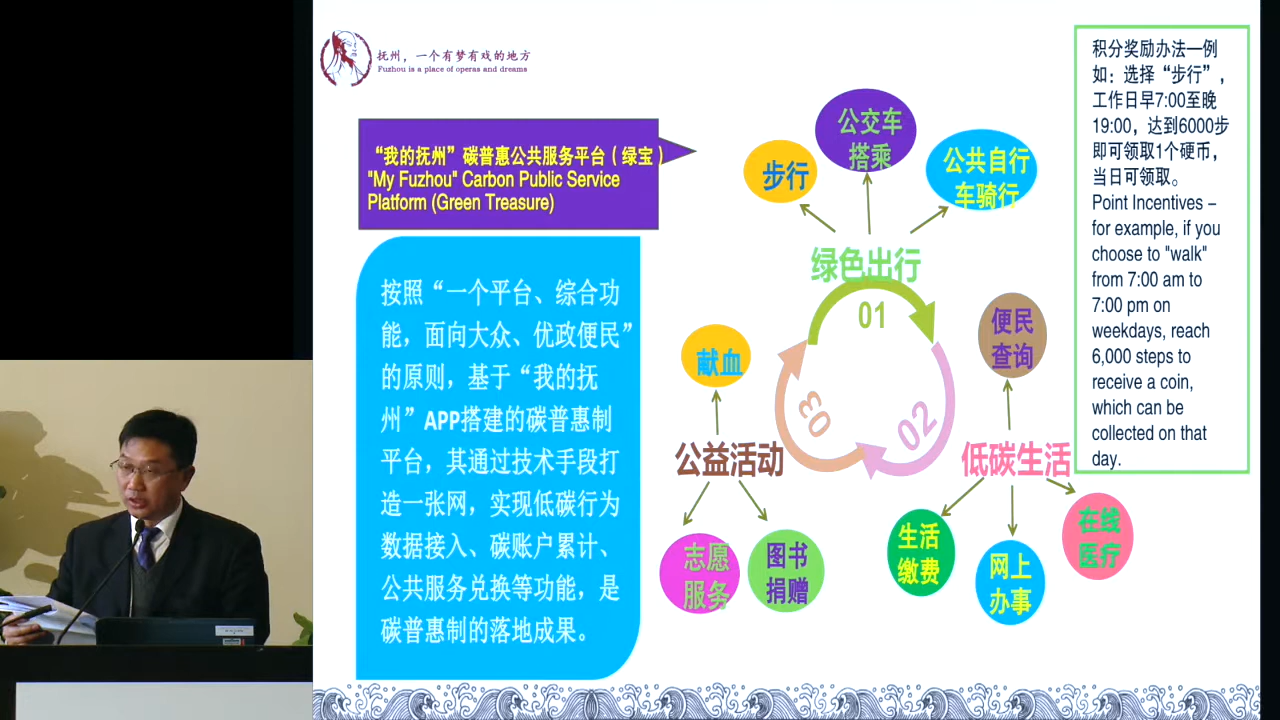 抚州，一个有梦有戏的地方
Fuzhou is a place of operas and dreams
“我的抚州”碳普惠公共服务平台（绿宝）
"My Fuzhou" Carbon Public Service
Platform (Green Treasure)
按照“一个平台、综合功
能，面向大众、优政便民”
的原则，基于“我的抚
州”APP搭建的碳普惠制
平台，其通过技术手段打
造一张网，实现低碳行为
数据接入、碳账户累计、
公共服务兑换等功能，是
碳普惠制的落地成果。
步行
公交车
搭乘
公共自行
车骑行
绿色出行
01
02
03
献血
公益活动
志愿
服务
图书
捐赠
便民
查询
低碳生活
生活
缴费
网上
办事
在线
医疗
积分奖励办法—例
如：选择“步行”，
工作日早7:00至晚
19:00，达到6000步
即可领取1个硬币，
当日可领取。
Point Incentives –
for example, if you
choose to "walk"
from 7:00 am to
7:00 pm on
weekdays, reach
6,000 steps to
receive a coin,
which can be
collected on that
day.